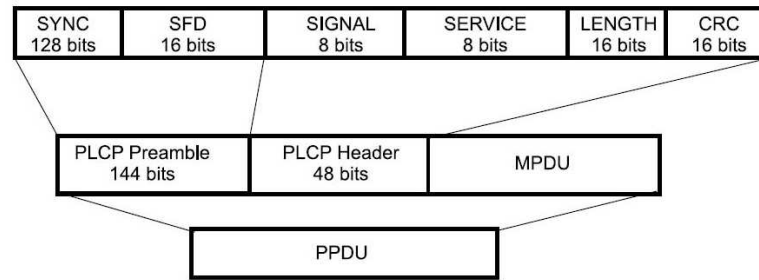 SYNC SFD SIGNAL SERVICE LENGTH CRC
128 bits 16 bits 8 bits 8 bits 16 bits 16 bits
PLCP Preamble PLCP Header MPDU
144 bits 48 bits
PPDU